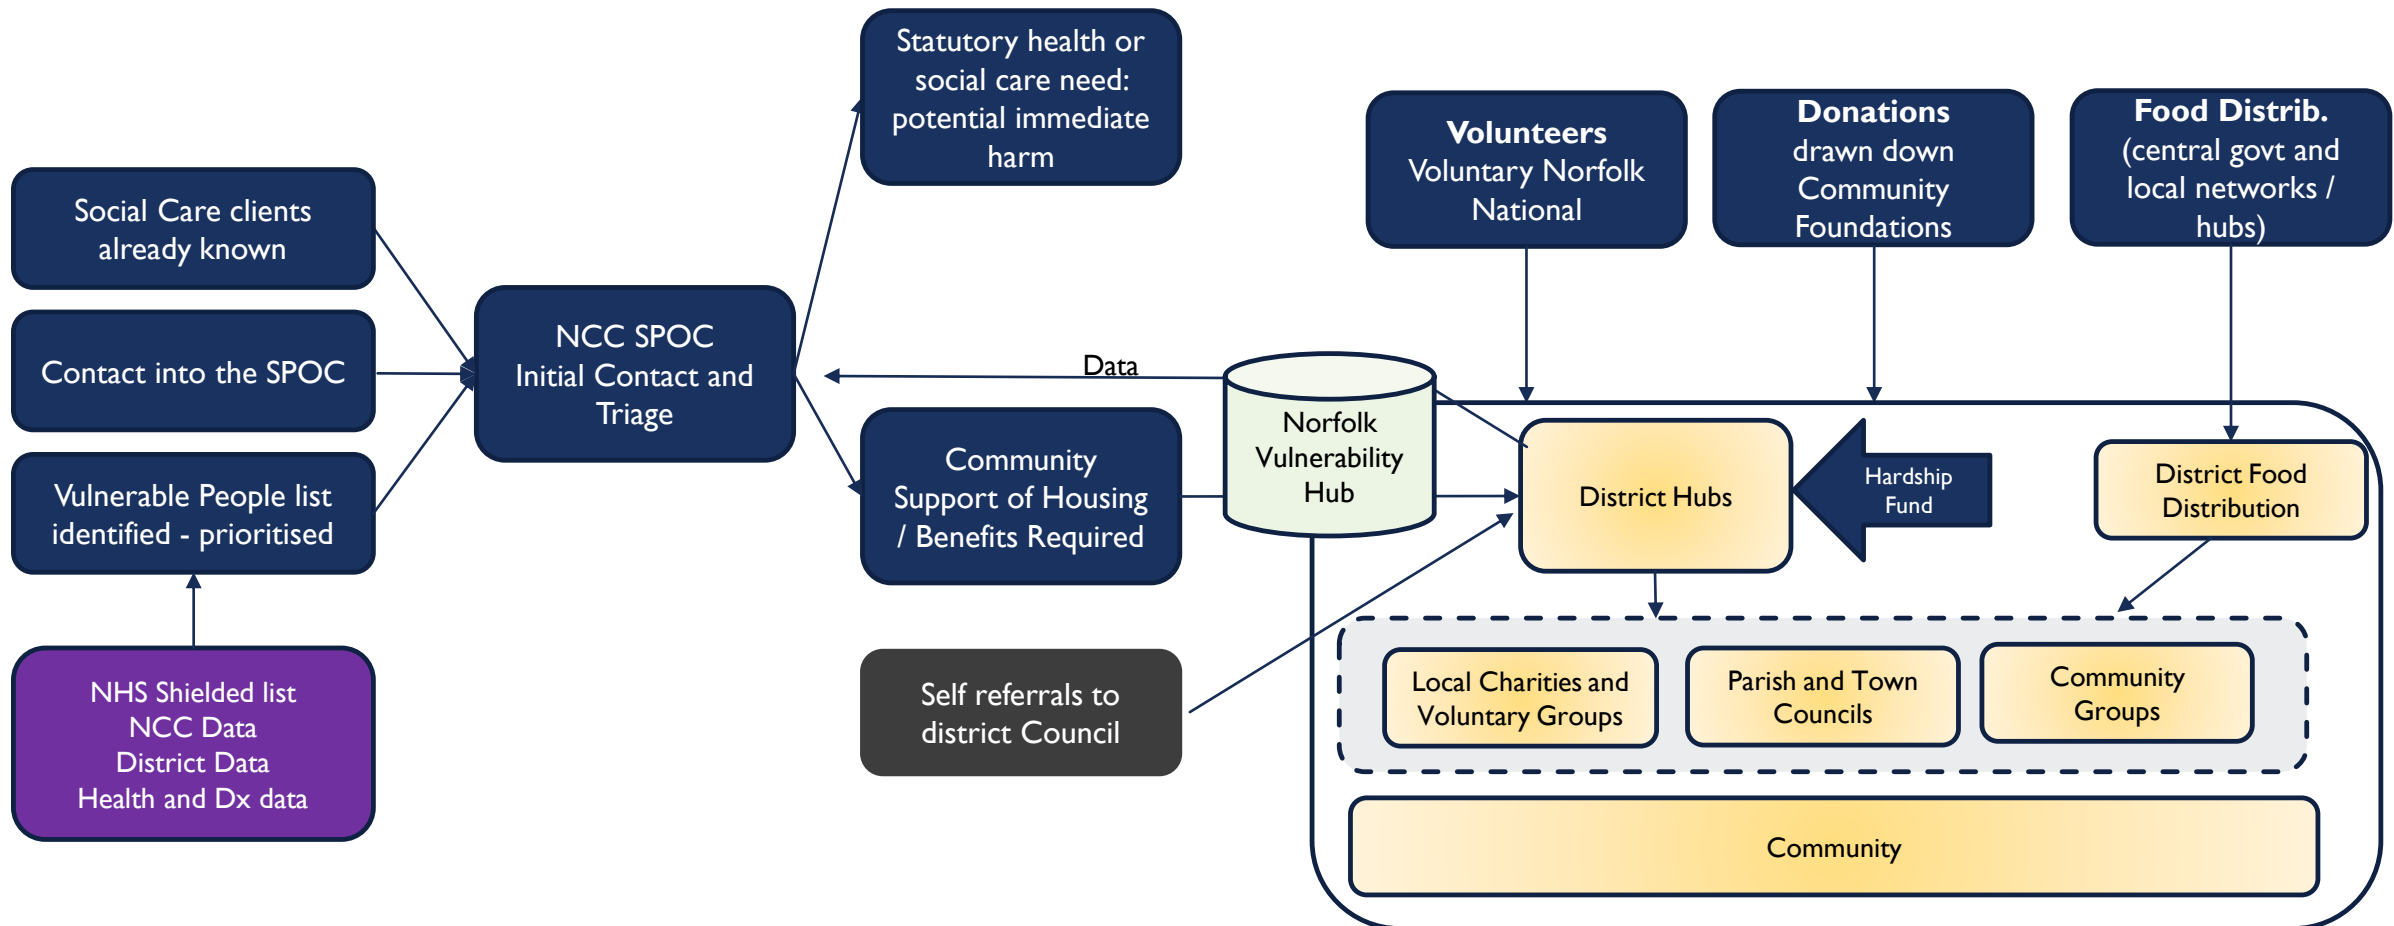 Statutory health or
social care need:
potential immediate
harm
Volunteers
Voluntary Norfolk
National
Donations
drawn down
Community
Foundations
Food Distrib.
(central govt and
local networks /
hubs)
Social Care clients
already known
Contact into the SPOC
Vulnerable People list
identified - prioritised
NHS Shielded list
NCC Data
District Data
Health and Dx data
NCC SPOC
Initial Contact and
Triage
Data
Community
Support of Housing
/ Benefits Required
Norfolk
Vulnerability
Hub
Self referrals to
district Council
District Hubs
Hardship
Fund
District Food
Distribution
Local Charities and
Voluntary Groups
Parish and Town
Councils
Community
Groups
Community